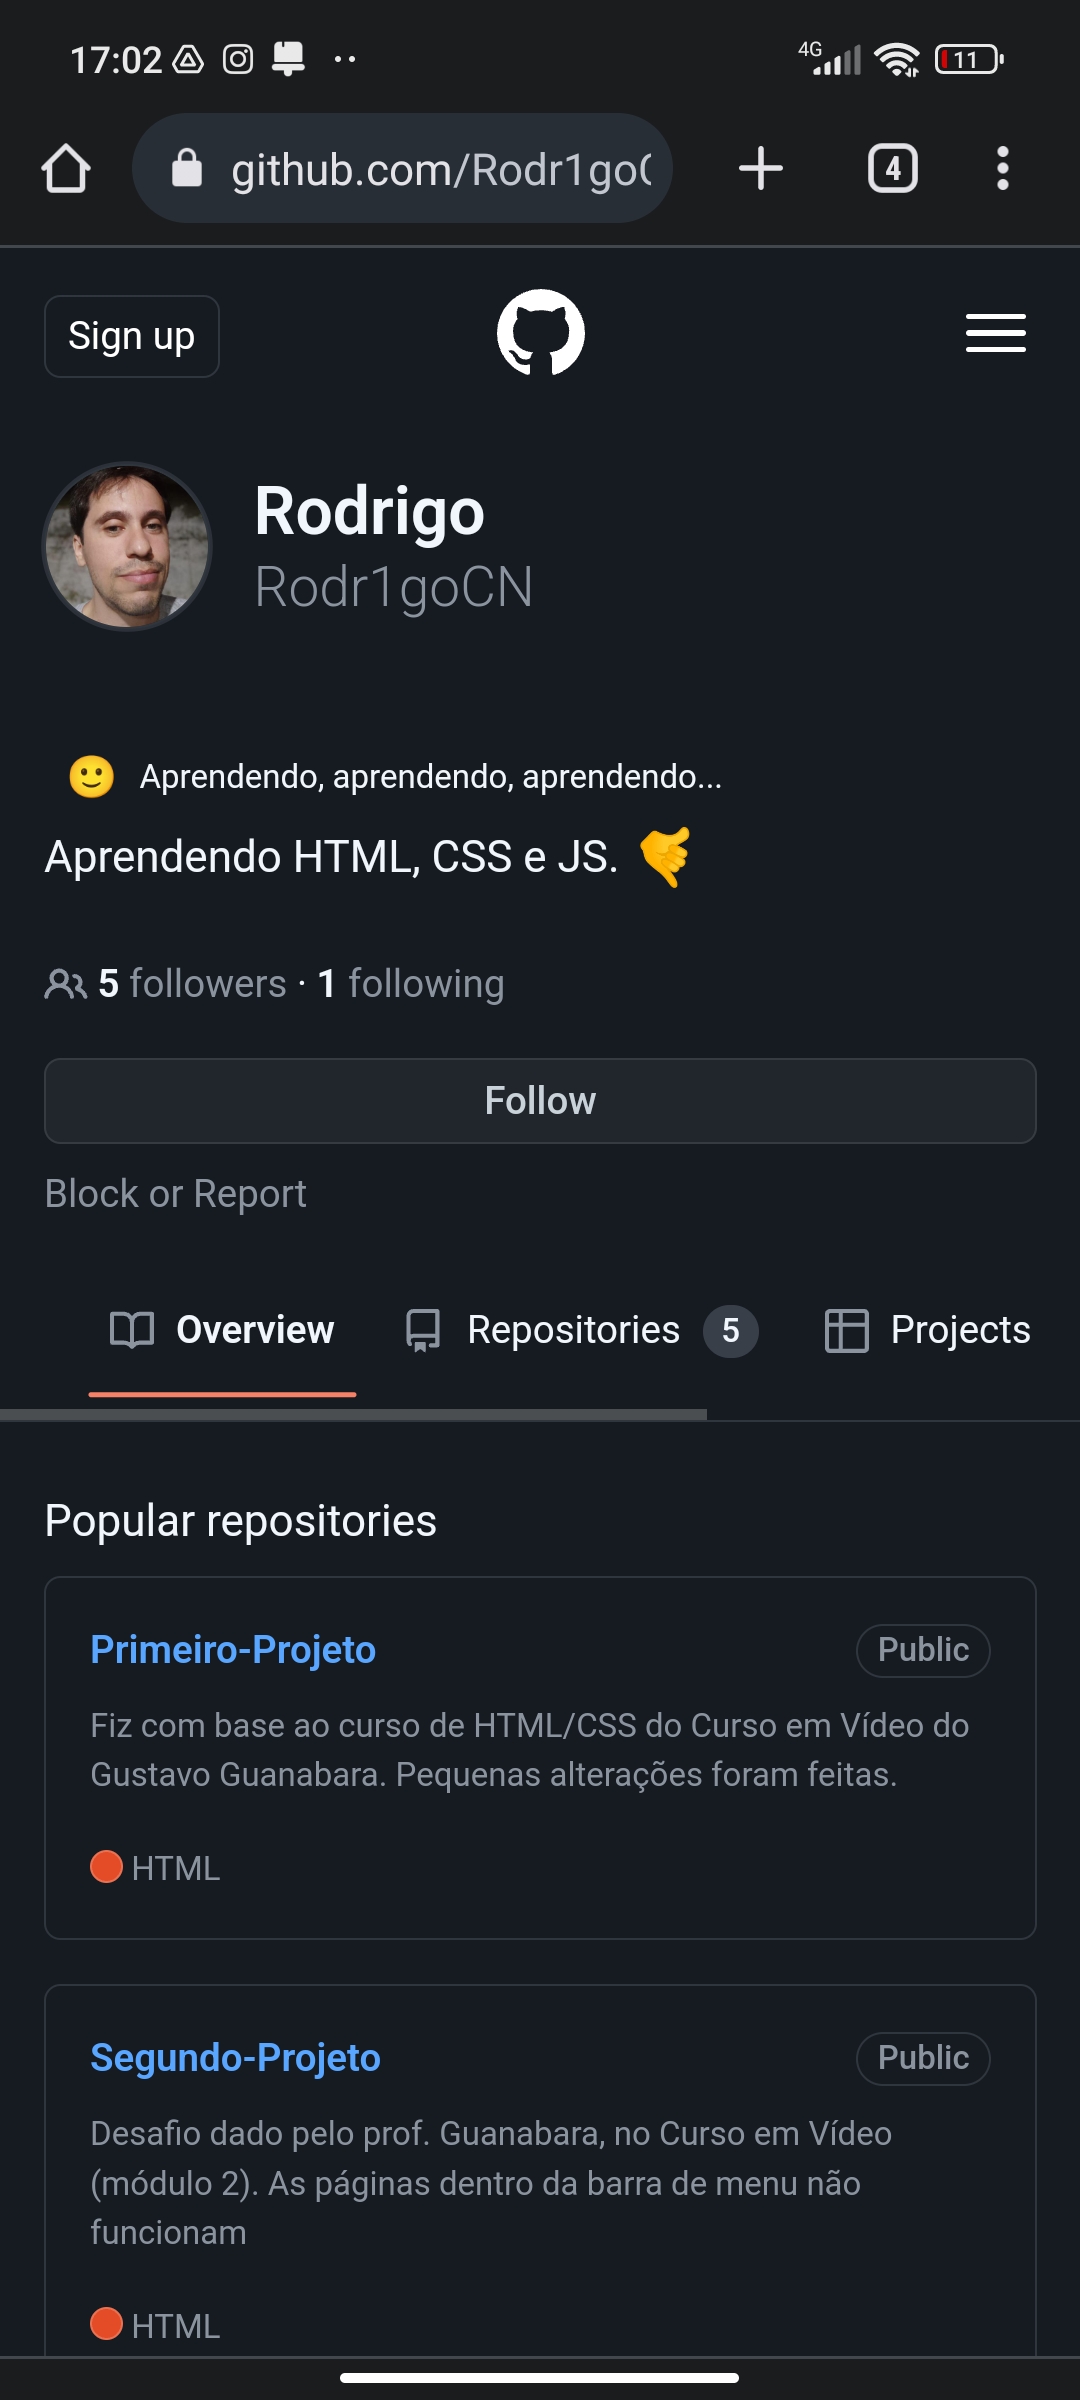 17:02
4G
11
github.com/Rodr1goC
4
Sign up
Rodrigo
Rodr1goCN
Aprendendo, aprendendo, aprendendo...
Aprendendo HTML, CSS e JS. 🤙
5 followers · 1 following
Follow
Block or Report
Overview
Repositories 5
Projects
Popular repositories
Primeiro-Projeto
Public
Fiz com base ao curso de HTML/CSS do Curso em Vídeo do
Gustavo Guanabara. Pequenas alterações foram feitas.
HTML
Segundo-Projeto
Public
Desafio dado pelo prof. Guanabara, no Curso em Vídeo
(módulo 2). As páginas dentro da barra de menu não
funcionam
HTML